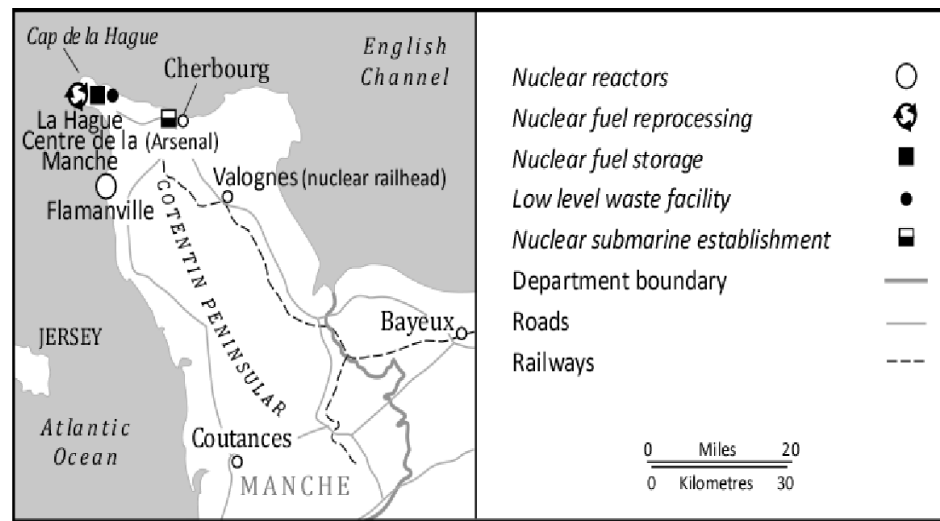 Cap de la Hague
English
Channel
Cherbourg
La Hague
Centre de la (Arsenal)
Manche
Valognes (nuclear railhead)
Flamanville
COTENTIN PENINSULAR
JERSEY
Bayeux
Atlantic
Ocean
Coutances
MANCHE
Nuclear reactors
Nuclear fuel reprocessing
Nuclear fuel storage
Low level waste facility
Nuclear submarine establishment
Department boundary
Roads
Railways
0 Miles 20
0 Kilometres 30